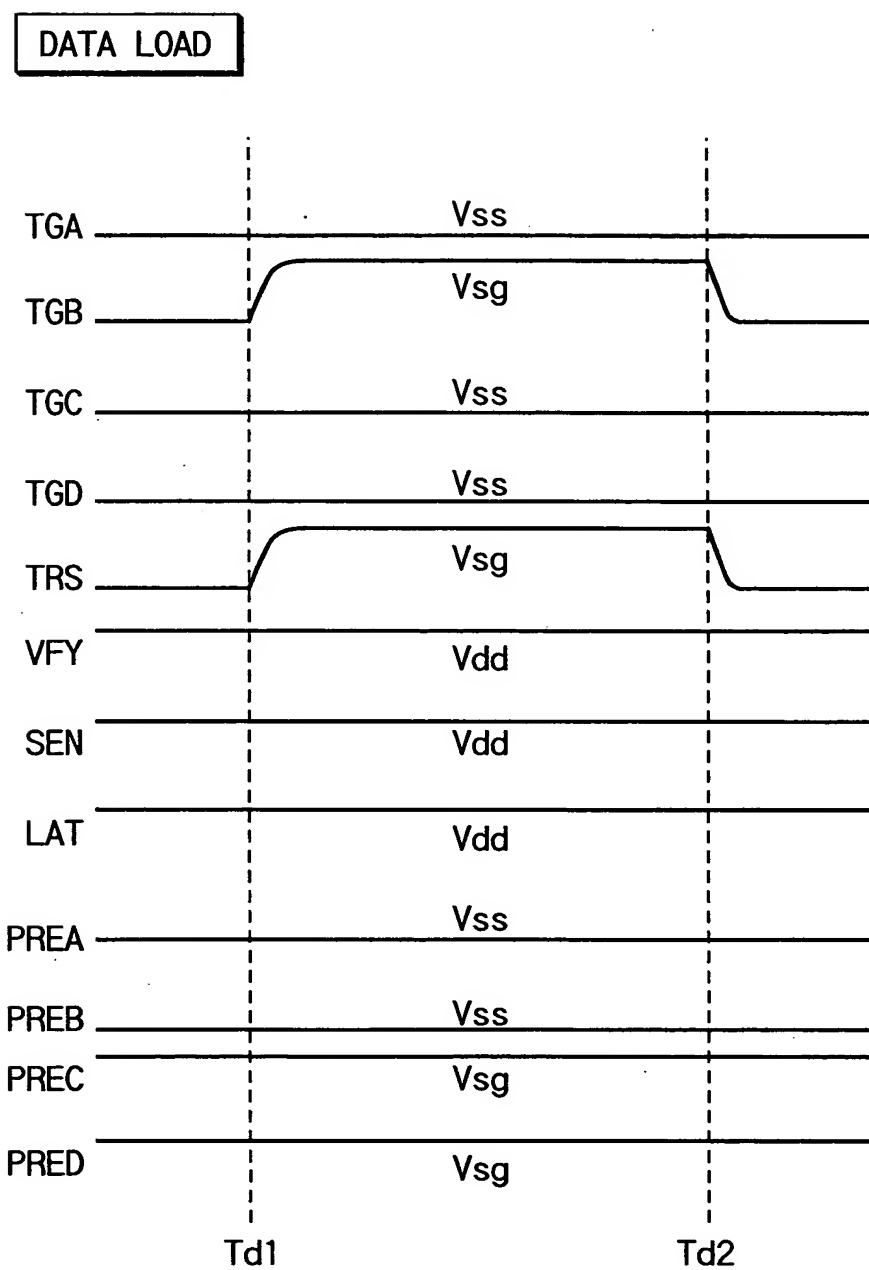 DATA LOAD
TGA Vss
TGB Vsg
TGC Vss
TGD Vss
TRS Vsg
VFY Vdd
SEN Vdd
LAT Vdd
PREA Vss
PREB Vss
PREC Vsg
PRED Vsg
Td1 Td2